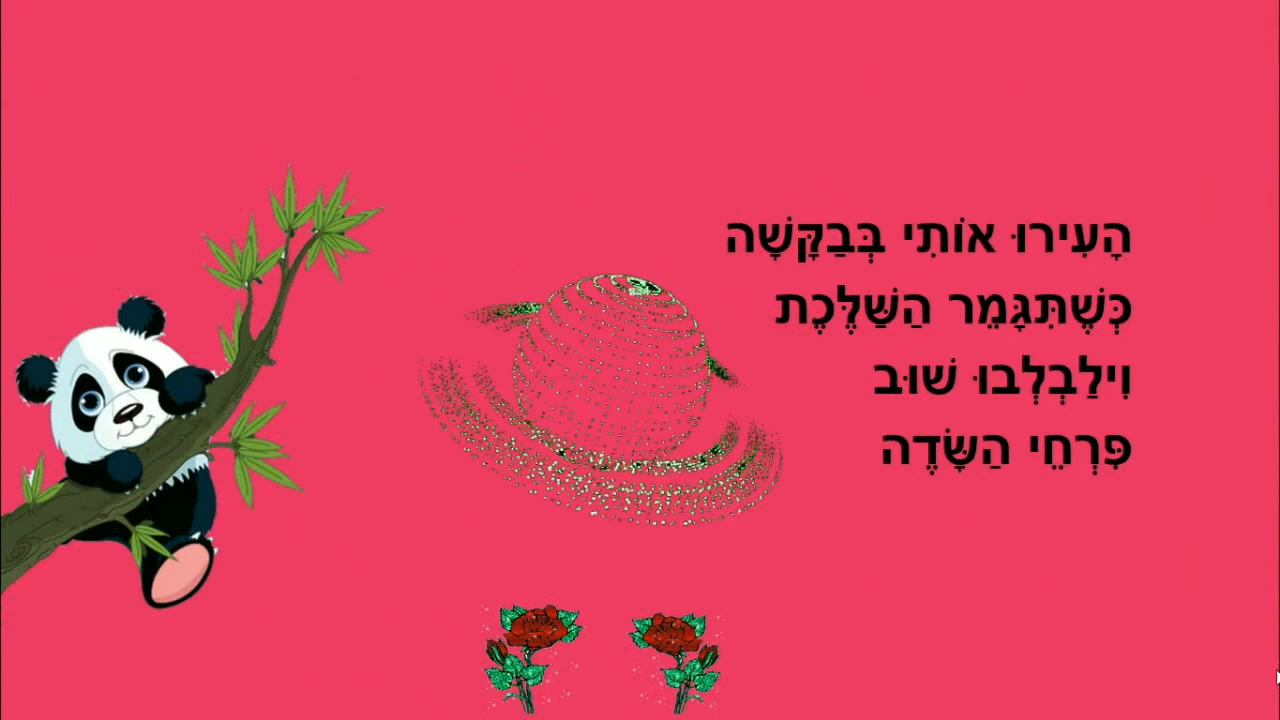 הָעִירוּ אוֹתִי בְּבַקָּשָׁה
כְּשֶׁתִּגָּמֵר הַשַּׁלֶּכֶת
וִילַבְלְבוּ שׁוּב
פִּרְחֵי הַשָּׂדֶה